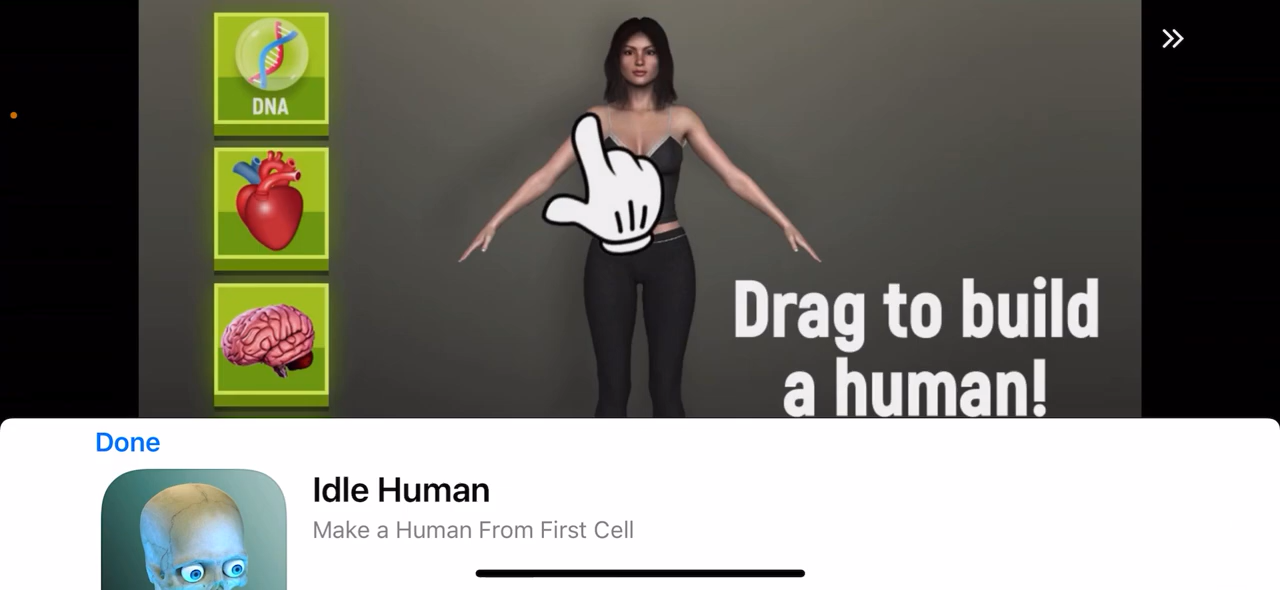 DNA
Drag to build
a human!
Done
Idle Human
Make a Human From First Cell